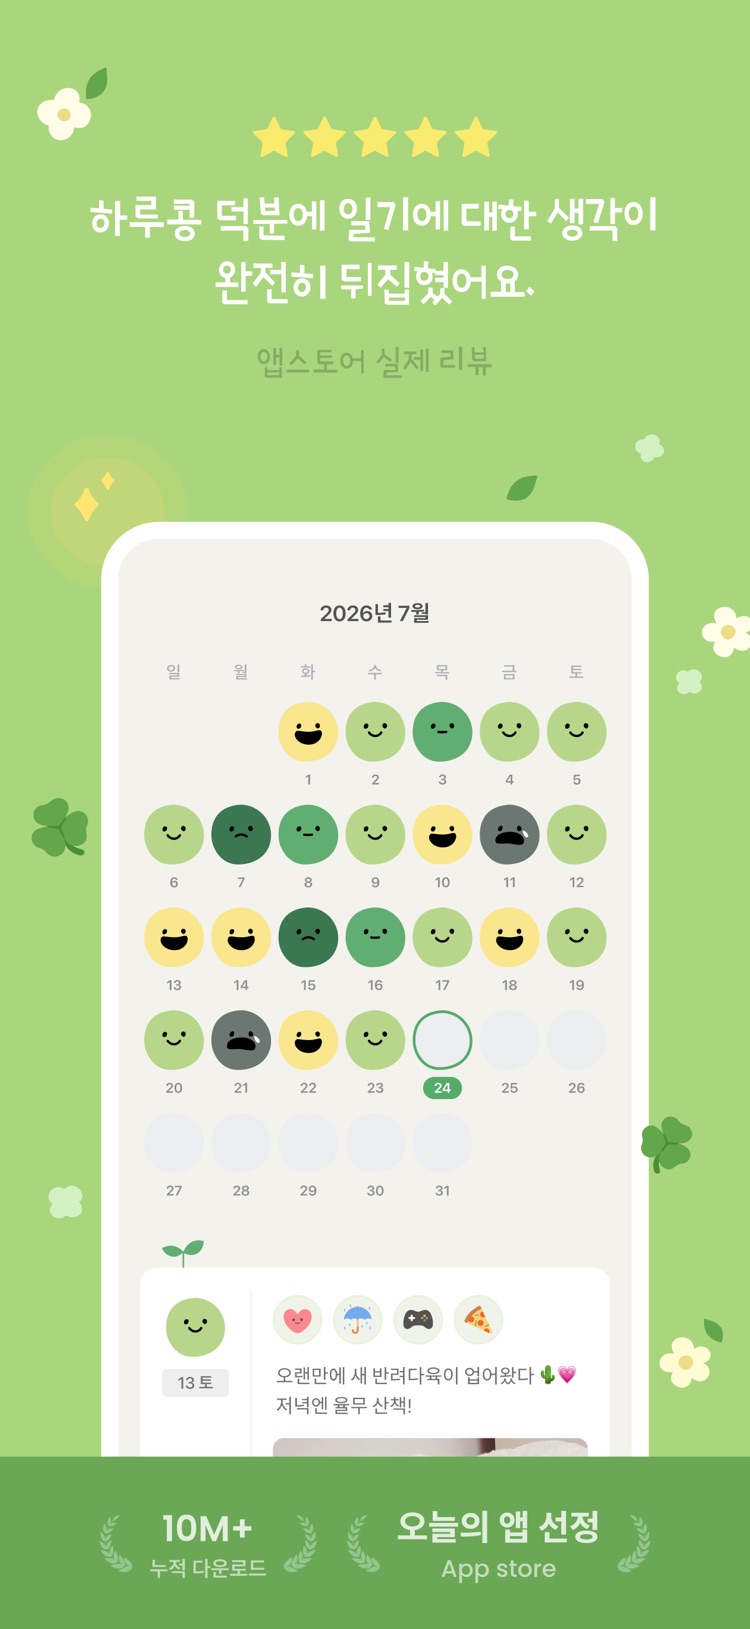 하루콩 덕분에 일기에 대한 생각이
완전히 뒤집혔어요.
앱스토어 실제 리뷰
2026년 7월
일 월 화 수 목 금 토
1 2 3 4 5
6 7 8 9 10 11 12
13 14 15 16 17 18 19
20 21 22 23 24 25 26
27 28 29 30 31
13 토
오랜만에 새 반려다육이 업어왔다 🌵💗
저녁엔 율무 산책!
10M+
누적 다운로드
오늘의 앱 선정
App store